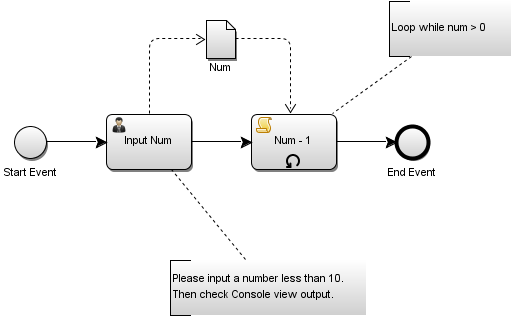 Loop while num > 0
Num
Input Num
Num - 1
Start Event
End Event
Please input a number less than 10.
Then check Console view output.